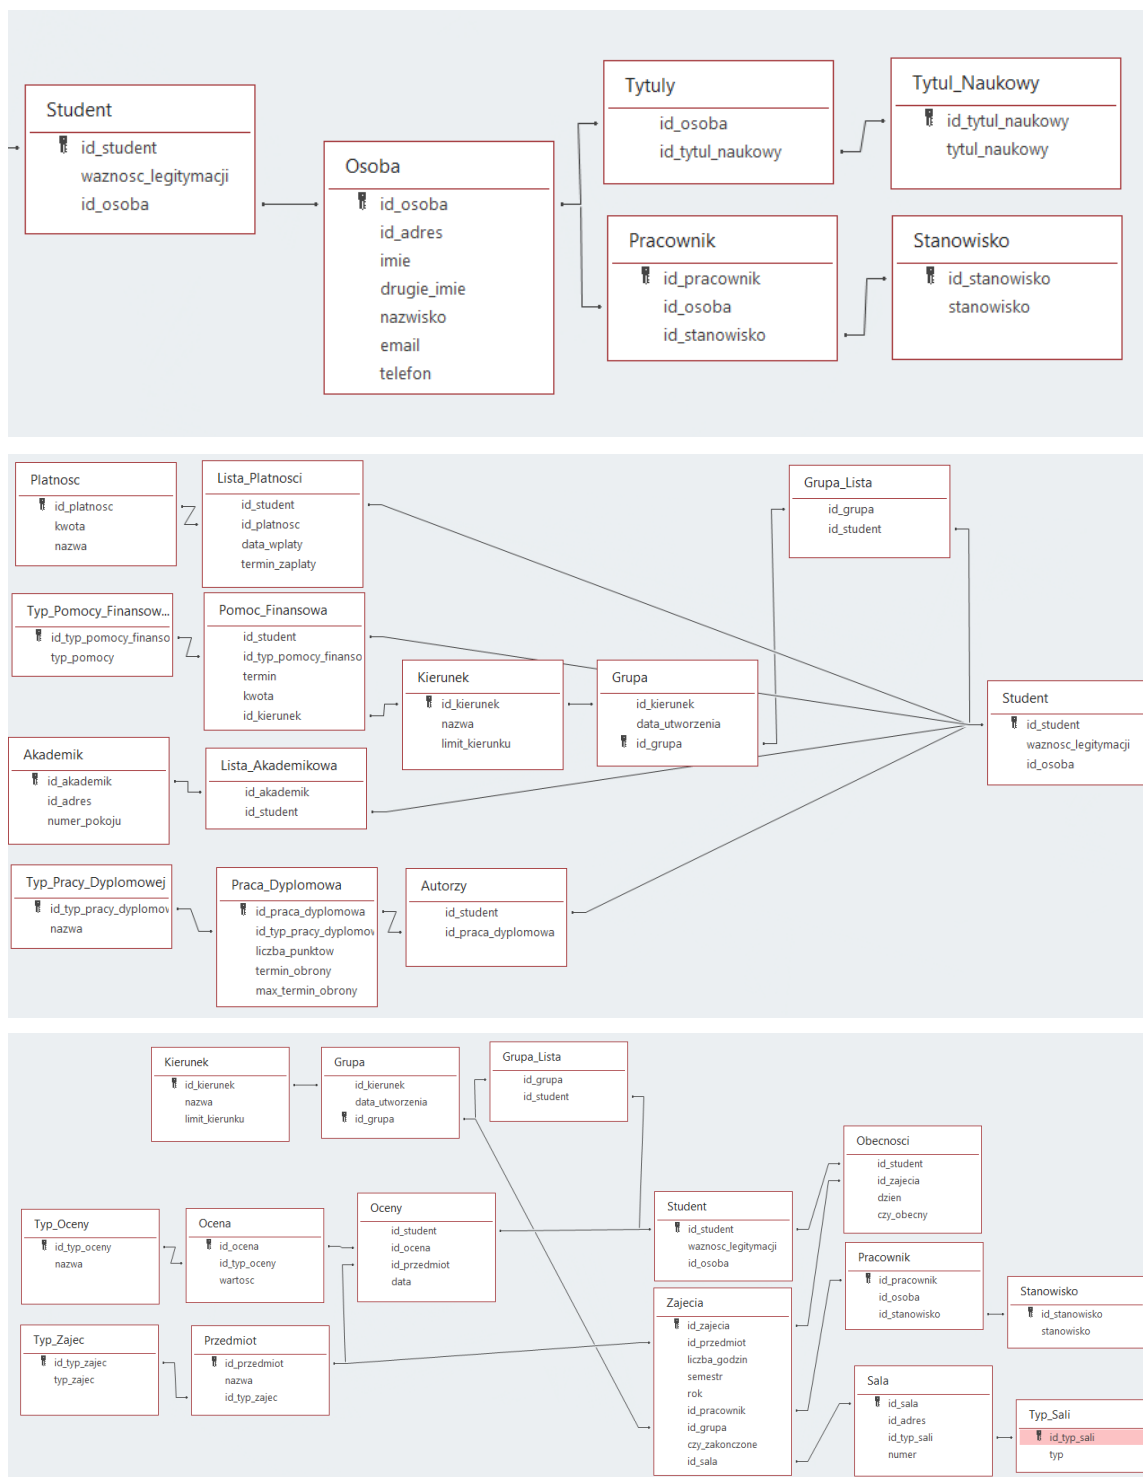 Student
id_student
waznosc_legitymacji
id_osoba
Osoba
id_osoba
id_adres
imie
drugie_imie
nazwisko
email
telefon
Tytuly
id_osoba
id_tytul_naukowy
Tytul_Naukowy
id_tytul_naukowy
tytul_naukowy
Pracownik
id_pracownik
id_osoba
id_stanowisko
Stanowisko
id_stanowisko
stanowisko
Platnosc
id_platnosc
kwota
nazwa
Lista_Platnosci
id_student
id_platnosc
data_wplaty
termin_zaplaty
Grupa_Lista
id_grupa
id_student
Typ_Pomocy_Finansow...
id_typ_pomocy_finanso
typ_pomocy
Pomoc_Finansowa
id_student
id_typ_pomocy_finanso
termin
kwota
id_kierunek
Kierunek
id_kierunek
nazwa
limit_kierunku
Grupa
id_kierunek
data_utworzenia
id_grupa
Student
id_student
waznosc_legitymacji
id_osoba
Akademik
id_akademik
id_adres
numer_pokoju
Lista_Akademikowa
id_akademik
id_student
Typ_Pracy_Dyplomowej
id_typ_pracy_dyplomov
nazwa
Praca_Dyplomowa
id_praca_dyplomowa
id_typ_pracy_dyplomov
liczba_punktow
termin_obrony
max_termin_obrony
Autorzy
id_student
id_praca_dyplomowa
Kierunek
id_kierunek
nazwa
limit_kierunku
Grupa
id_kierunek
data_utworzenia
id_grupa
Grupa_Lista
id_grupa
id_student
Obecnosci
id_student
id_zajecia
dzien
czy_obecny
Typ_Oceny
id_typ_oceny
nazwa
Ocena
id_ocena
id_typ_oceny
wartosc
Oceny
id_student
id_ocena
id_przedmiot
data
Student
id_student
waznosc_legitymacji
id_osoba
Pracownik
id_pracownik
id_osoba
id_stanowisko
Stanowisko
id_stanowisko
stanowisko
Typ_Zajec
id_typ_zajec
typ_zajec
Przedmiot
id_przedmiot
nazwa
id_typ_zajec
Zajecia
id_zajecia
id_przedmiot
liczba_godzin
semestr
rok
id_pracownik
id_grupa
czy_zakonczone
id_sala
Sala
id_sala
id_adres
id_typ_sali
numer
Typ_Sali
id_typ_sali
typ